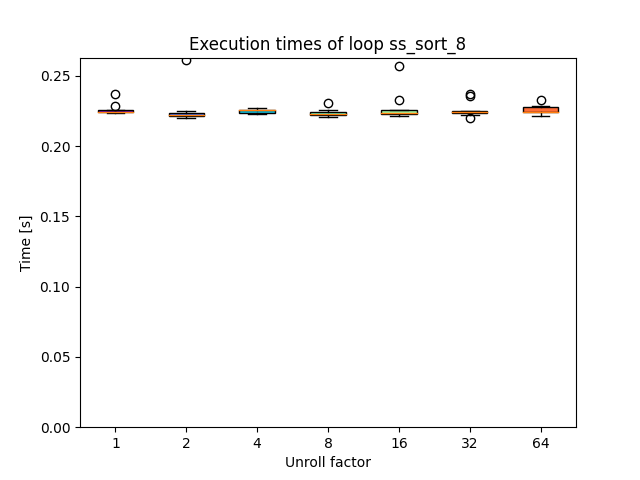 Execution times of loop ss_sort_8
0.25
0.20
0.15
0.10
0.05
0.00
Time [s]
1 2 4 8 16 32 64
Unroll factor